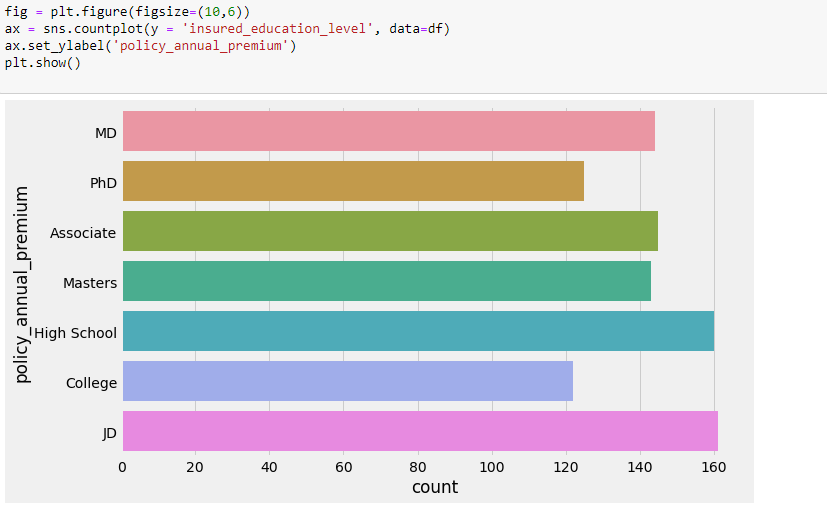 fig = plt.figure(figsize=(10,6))
ax = sns.countplot(y = 'insured_education_level', data=df)
ax.set_ylabel('policy_annual_premium')
plt.show()
policy_annual_premium
MD
PhD
Associate
Masters
High School
College
JD
0 20 40 60 80 100 120 140 160
count